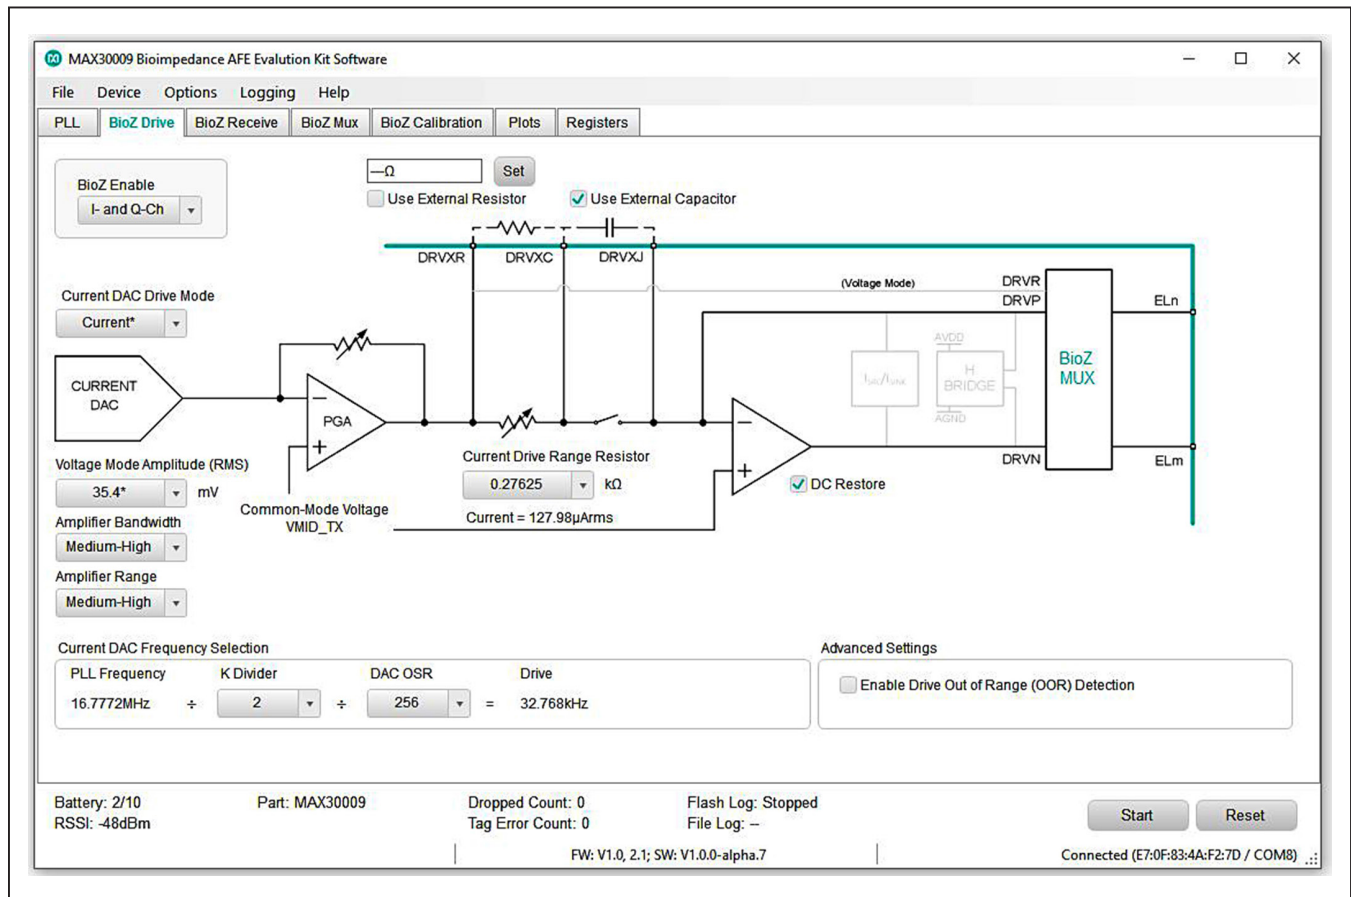 MAX30009 Bioimpedance AFE Evalution Kit Software
File Device Options Logging Help
PLL BioZ Drive BioZ Receive BioZ Mux BioZ Calibration Plots Registers
BioZ Enable
I- and Q-Ch
—Ω Set
Use External Resistor Use External Capacitor
DRVXR DRVXC DRVXJ
(Voltage Mode)
DRVR
DRVP
ELn
Current DAC Drive Mode
Current*
AVDD
H
BRIDGE
AGND
BioZ
MUX
CURRENT
DAC
PGA
DRVN
ELm
Voltage Mode Amplitude (RMS)
35.4* mV
Current Drive Range Resistor
0.27625 kΩ
DC Restore
Common-Mode Voltage
VMID_TX
Current = 127.98µArms
Amplifier Bandwidth
Medium-High
Amplifier Range
Medium-High
Current DAC Frequency Selection
PLL Frequency K Divider DAC OSR Drive
16.7772MHz ÷ 2 ÷ 256 = 32.768kHz
Advanced Settings
Enable Drive Out of Range (OOR) Detection
Battery: 2/10 Part: MAX30009 Dropped Count: 0 Flash Log: Stopped
RSSI: -48dBm Tag Error Count: 0 File Log: --
Start Reset
FW: V1.0, 2.1; SW: V1.0.0-alpha.7 Connected (E7:0F:83:4A:F2:7D / COM8)